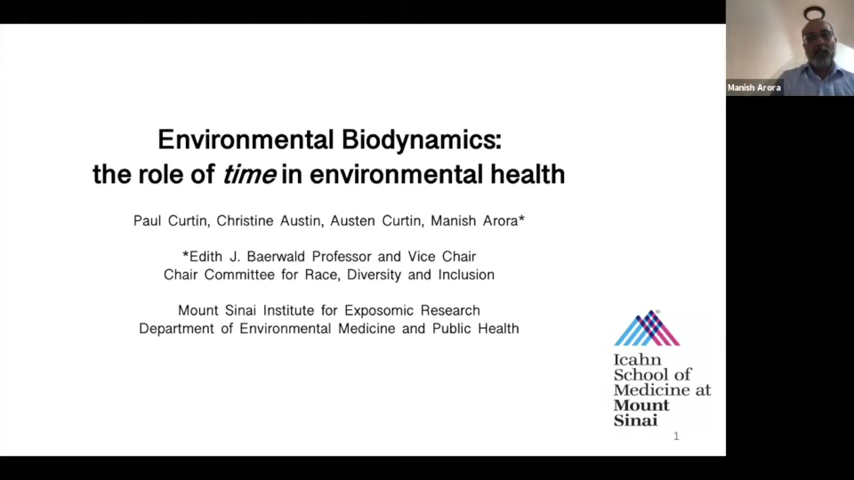 Environmental Biodynamics:
the role of time in environmental health
Paul Curtin, Christine Austin, Austen Curtin, Manish Arora*
*Edith J. Baerwald Professor and Vice Chair
Chair Committee for Race, Diversity and Inclusion
Mount Sinai Institute for Exposomic Research
Department of Environmental Medicine and Public Health
Icahn
School of
Medicine at
Mount
Sinai
1
Manish Arora